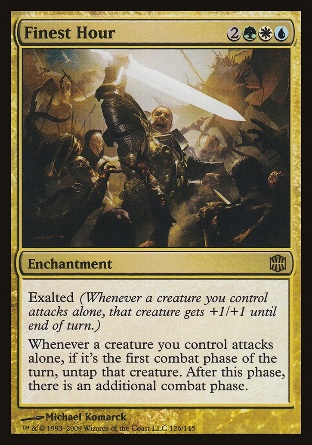 Finest Hour 2
Enchantment
Exalted (Whenever a creature you control
attacks alone, that creature gets +1/+1 until
end of turn.)
Whenever a creature you control attacks
alone, if it's the first combat phase of the
turn, untap that creature. After this phase,
there is an additional combat phase.
Michael Komarck
™ & © 1993–2009 Wizards of the Coast LLC 126/145